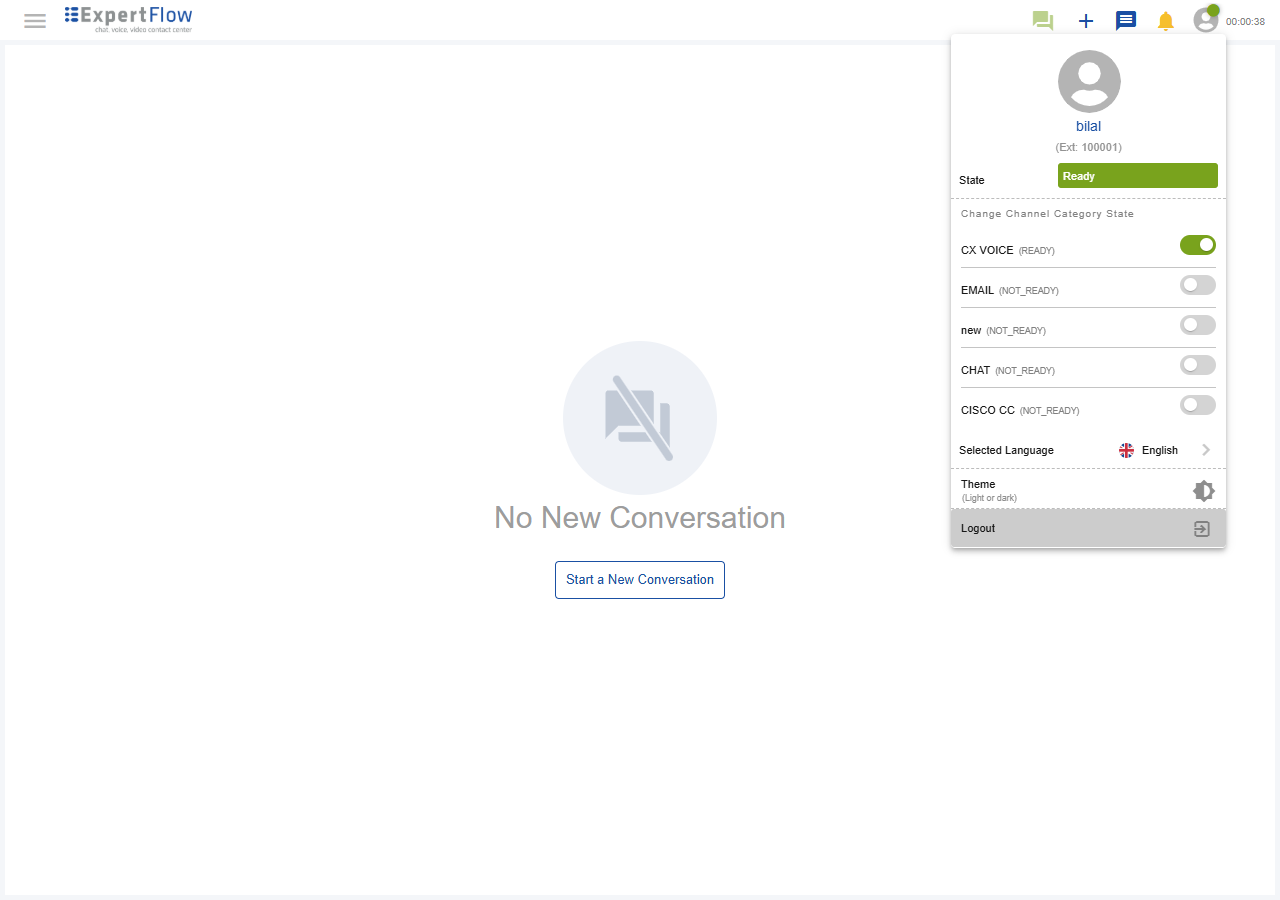 ExpertFlow
chat, voice, video contact center
00:00:38
bilal
(Ext: 100001)
State
Ready
Change Channel Category State
CX VOICE (READY)
EMAIL (NOT_READY)
new (NOT_READY)
CHAT (NOT_READY)
CISCO CC (NOT_READY)
Selected Language English
Theme
(Light or dark)
Logout
No New Conversation
Start a New Conversation